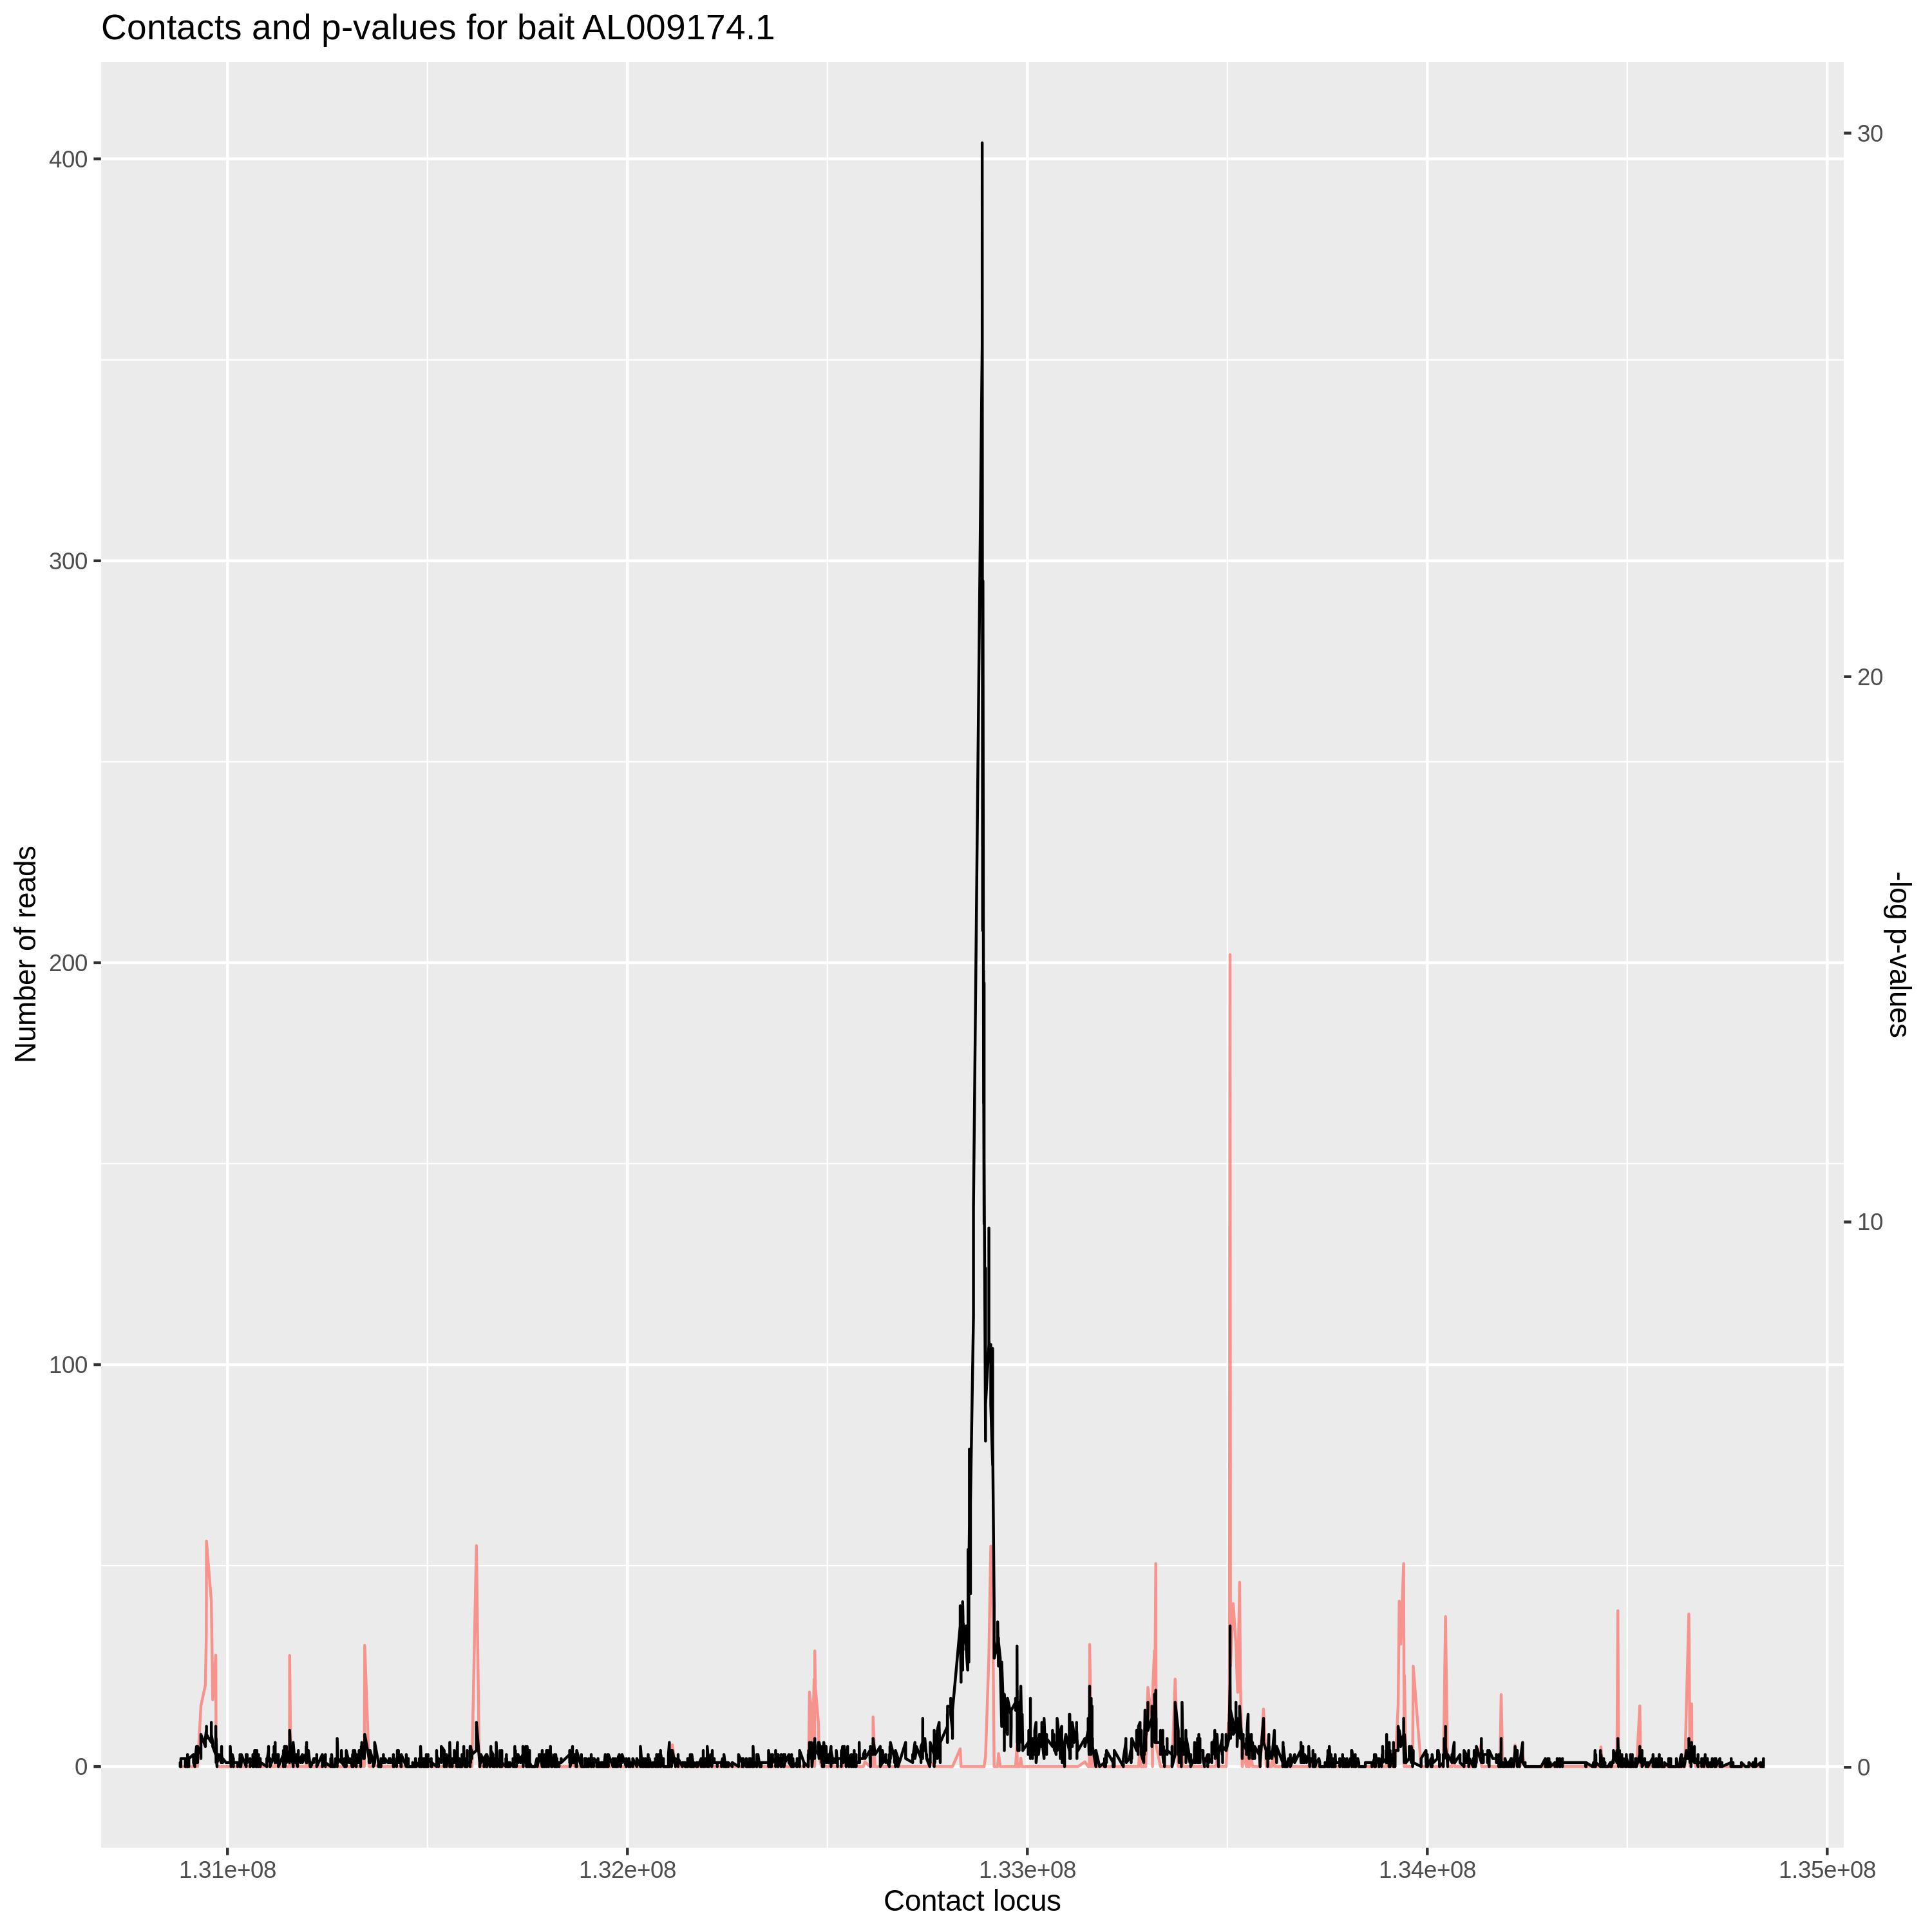 Contacts and p-values for bait AL009174.1
400
300
200
100
0
Number of reads
30
20
10
0
-log p-values
1.31e+08
1.32e+08
1.33e+08
1.34e+08
1.35e+08
Contact locus